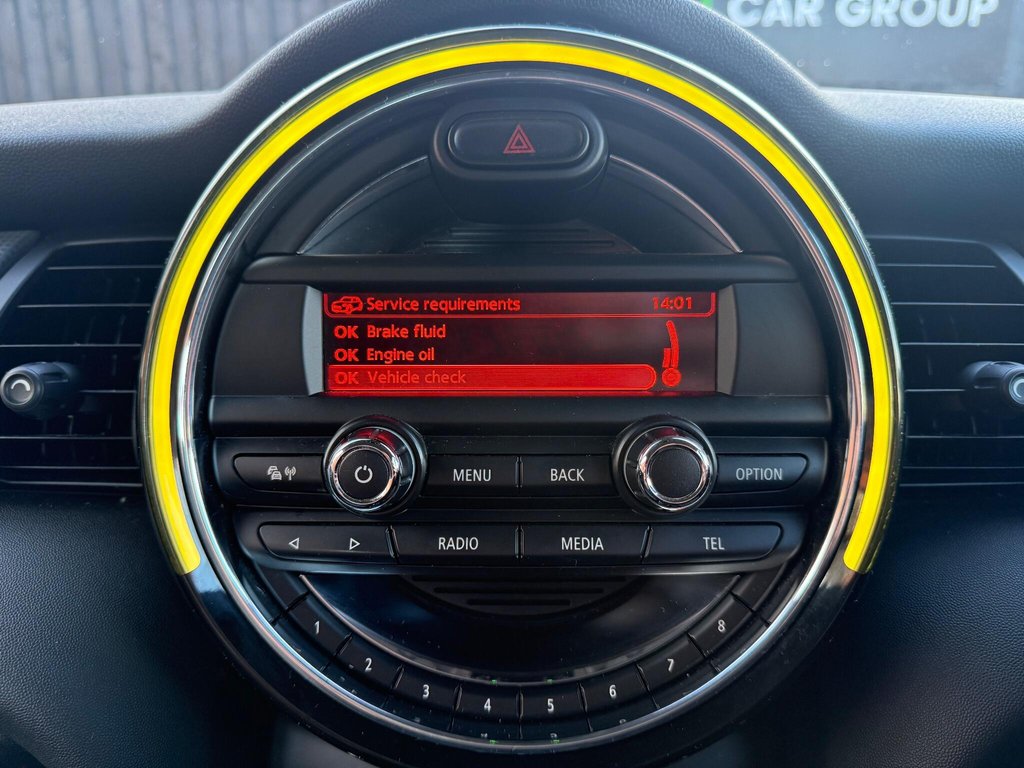 CAR GROUP
Service requirements 14:01
OK Brake fluid
OK Engine oil
OK Vehicle check
MENU BACK OPTION
RADIO MEDIA TEL
1 2 3 4 5 6 7 8